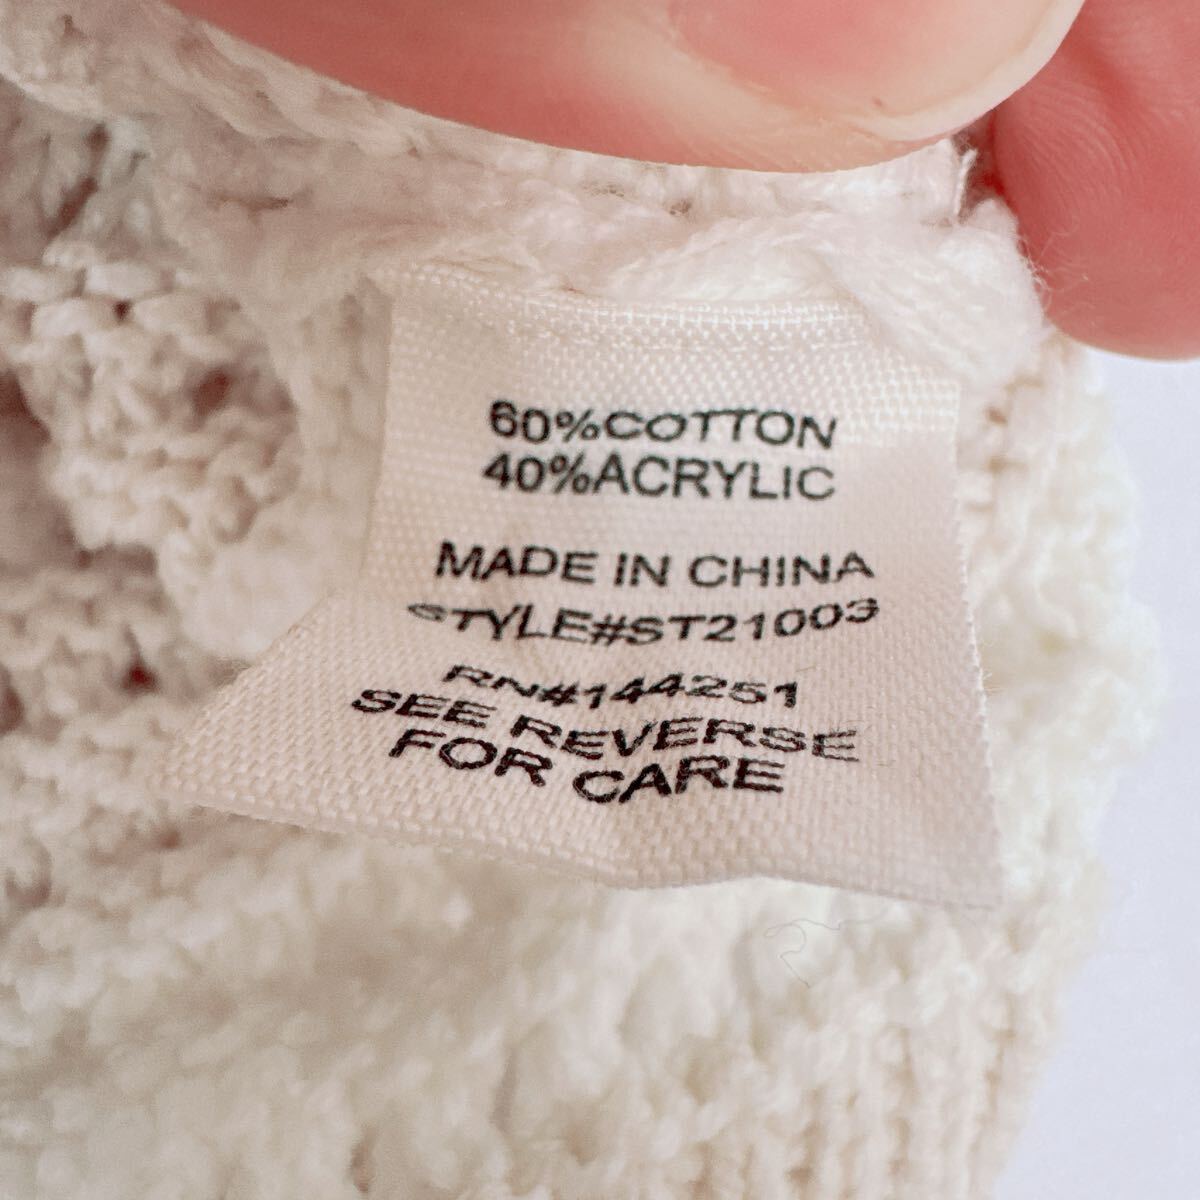 60%COTTON
40%ACRYLIC
MADE IN CHINA
STYLE#ST21003
RN#144251
SEE REVERSE
FOR CARE